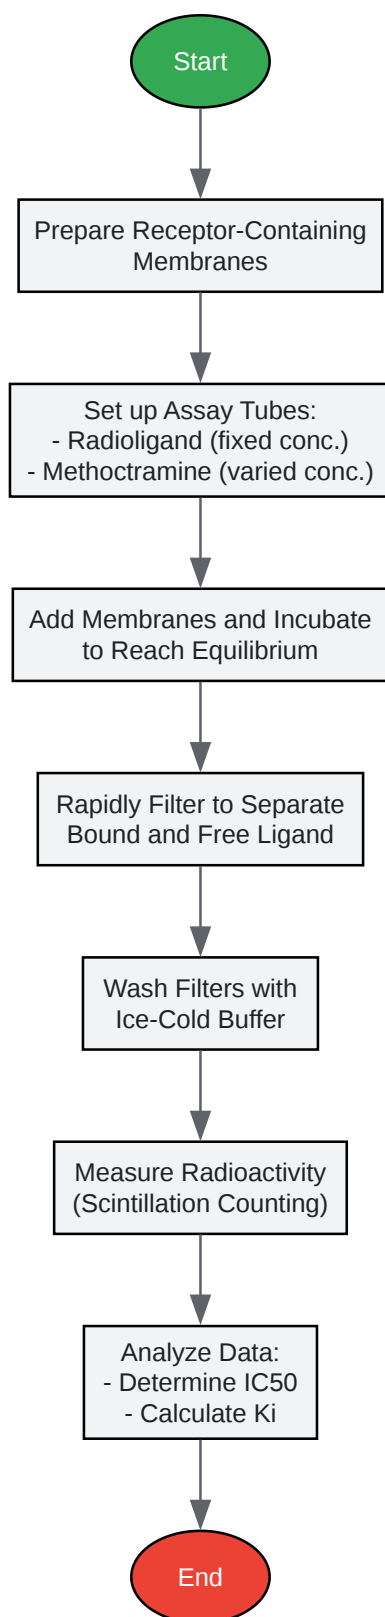 Start
Prepare Receptor-Containing
Membranes
Set up Assay Tubes:
- Radioligand (fixed conc.)
- Methoctramine (varied conc.)
Add Membranes and Incubate
to Reach Equilibrium
Rapidly Filter to Separate
Bound and Free Ligand
Wash Filters with
Ice-Cold Buffer
Measure Radioactivity
(Scintillation Counting)
Analyze Data:
- Determine IC50
- Calculate Ki
End